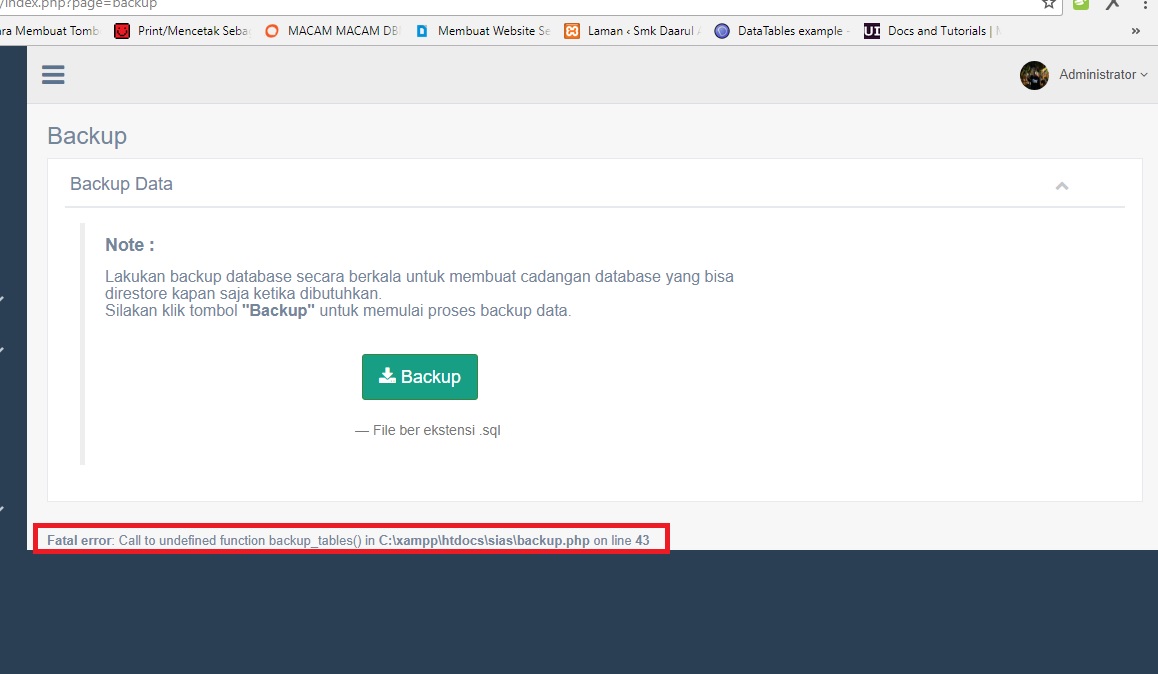 /index.php?page=backup
ara Membuat Tomb Print/Mencetak Seba MACAM MACAM DB Membuat Website Se Laman ‹ Smk Daarul DataTables example - UI Docs and Tutorials | »
Administrator
Backup
Backup Data
Note :
Lakukan backup database secara berkala untuk membuat cadangan database yang bisa
direstore kapan saja ketika dibutuhkan.
Silakan klik tombol "Backup" untuk memulai proses backup data.
Backup
— File ber ekstensi .sql
Fatal error: Call to undefined function backup_tables() in C:\xampp\htdocs\sias\backup.php on line 43